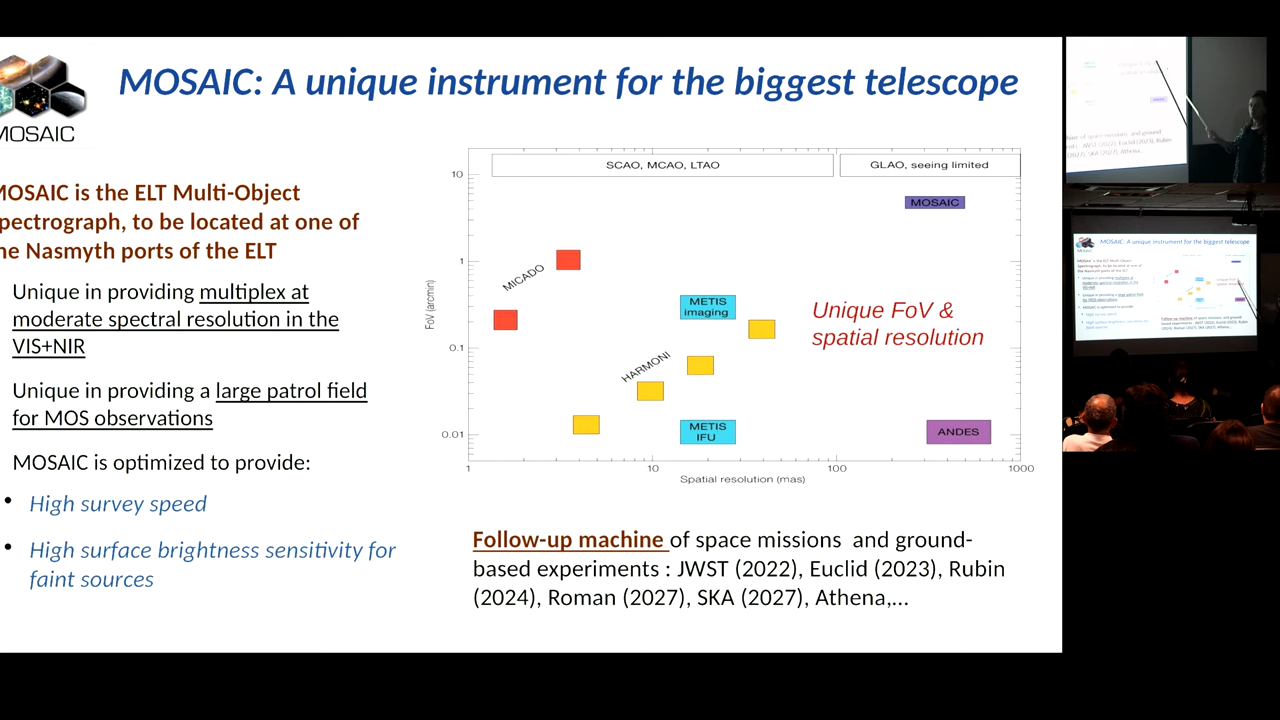 MOSAIC: A unique instrument for the biggest telescope
MOSAIC
MOSAIC is the ELT Multi-Object
pectrograph, to be located at one of
he Nasmyth ports of the ELT
Unique in providing multiplex at
moderate spectral resolution in the
VIS+NIR
Unique in providing a large patrol field
for MOS observations
MOSAIC is optimized to provide:
• High survey speed
• High surface brightness sensitivity for
faint sources
SCAO, MCAO, LTAO
GLAO, seeing limited
10
1
0.1
0.01
FoV (arcmin)
MOSAIC
MICADO
METIS
imaging
HARMONI
METIS
IFU
ANDES
Unique FoV &
spatial resolution
1
10
100
1000
Spatial resolution (mas)
Follow-up machine of space missions and ground-
based experiments : JWST (2022), Euclid (2023), Rubin
(2024), Roman (2027), SKA (2027), Athena,...